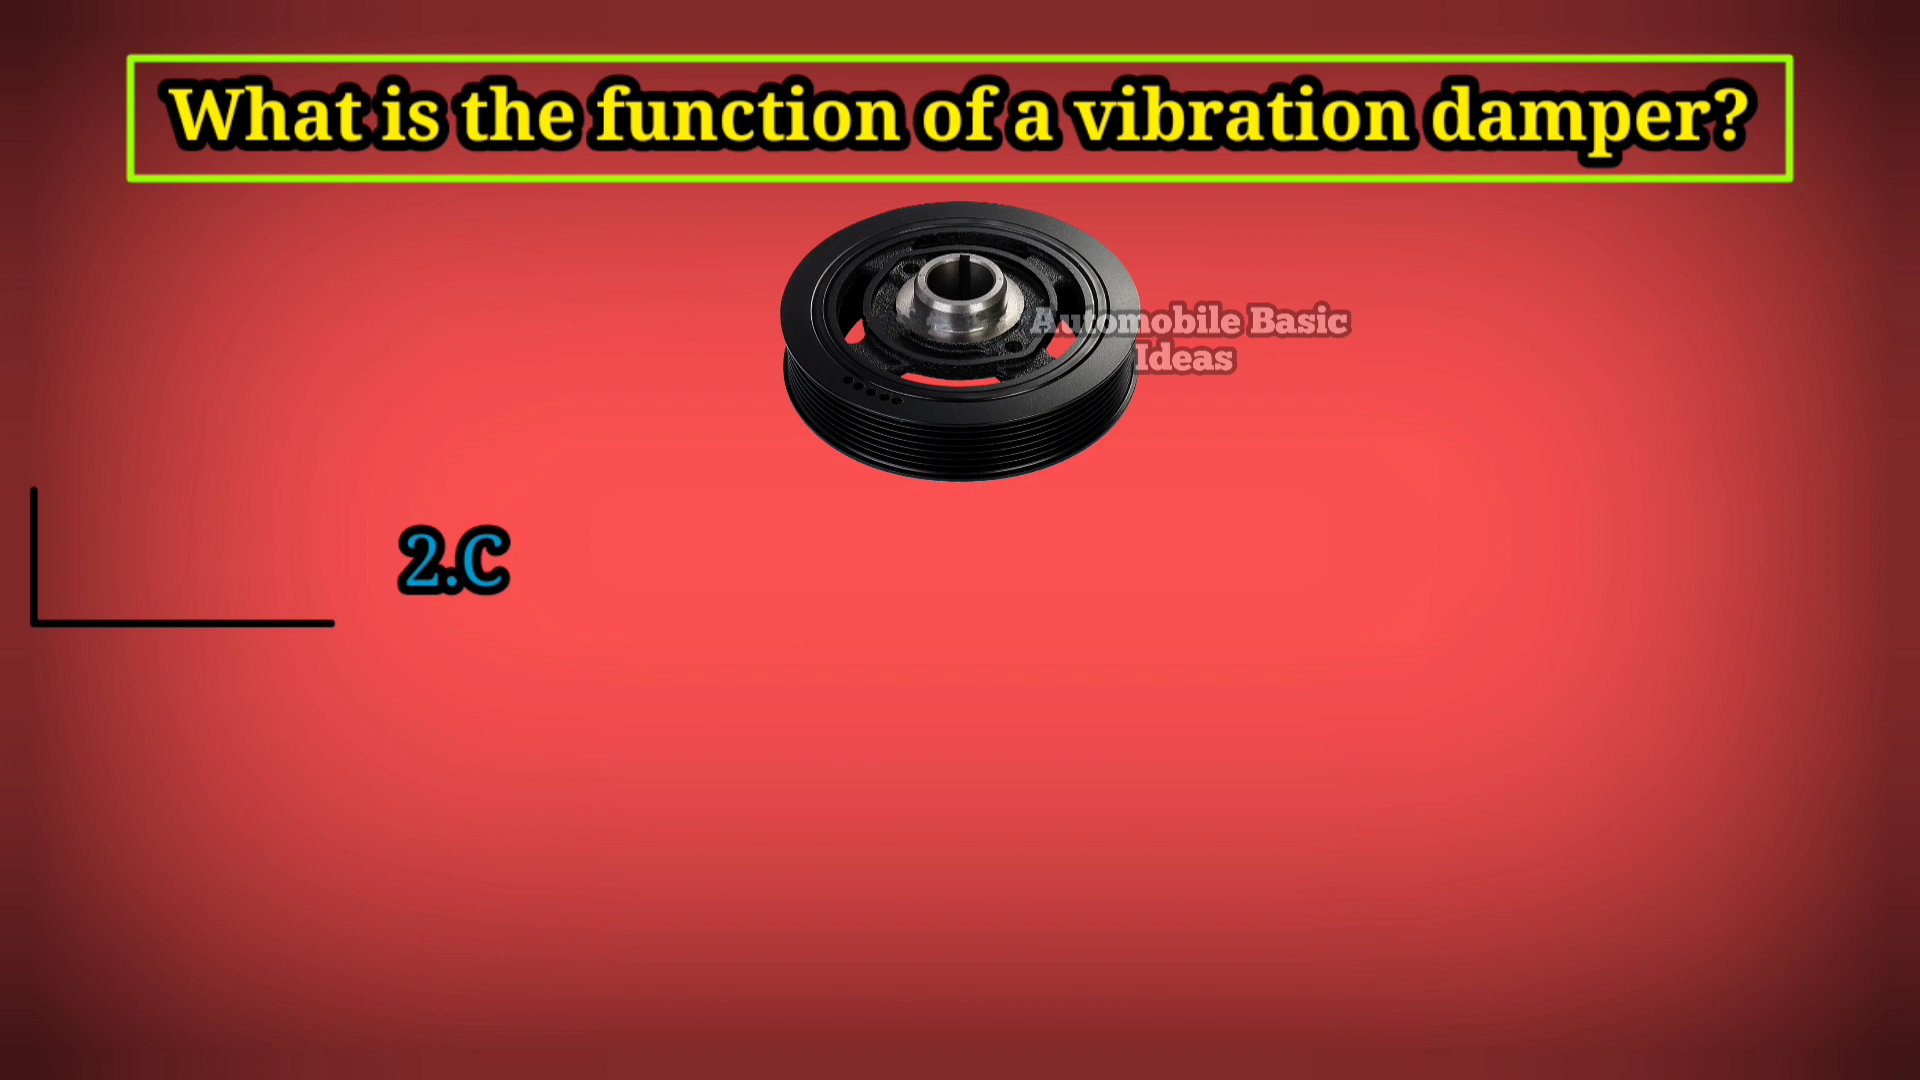 What is the function of a vibration damper?
Automobile Basic
Ideas
2.C